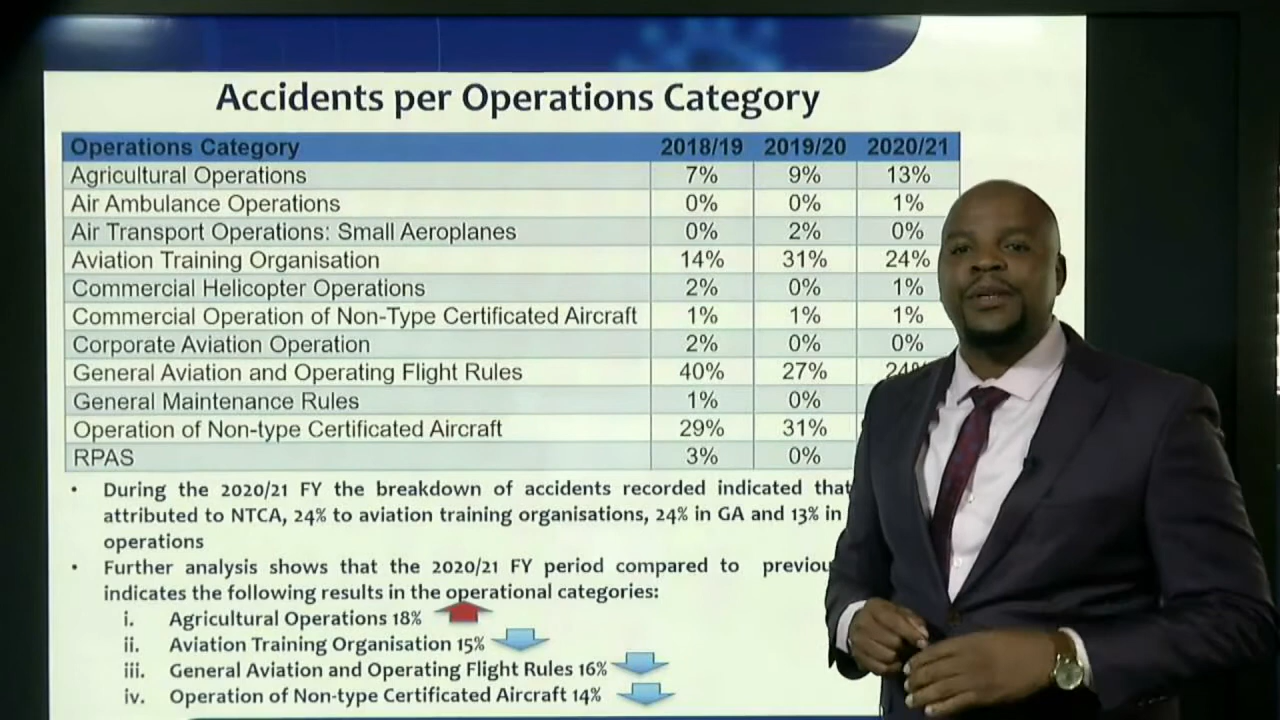 Accidents per Operations Category
Operations Category 2018/19 2019/20 2020/21
Agricultural Operations 7% 9% 13%
Air Ambulance Operations 0% 0% 1%
Air Transport Operations: Small Aeroplanes 0% 2% 0%
Aviation Training Organisation 14% 31% 24%
Commercial Helicopter Operations 2% 0% 1%
Commercial Operation of Non-Type Certificated Aircraft 1% 1% 1%
Corporate Aviation Operation 2% 0% 0%
General Aviation and Operating Flight Rules 40% 27% 24%
General Maintenance Rules 1% 0%
Operation of Non-type Certificated Aircraft 29% 31%
RPAS 3% 0%
• During the 2020/21 FY the breakdown of accidents recorded indicated that
attributed to NTCA, 24% to aviation training organisations, 24% in GA and 13% in
operations
• Further analysis shows that the 2020/21 FY period compared to
indicates the following results in the operational categories:
i. Agricultural Operations 18%
ii. Aviation Training Organisation 15%
iii. General Aviation and Operating Flight Rules 16%
iv. Operation of Non-type Certificated Aircraft 14%